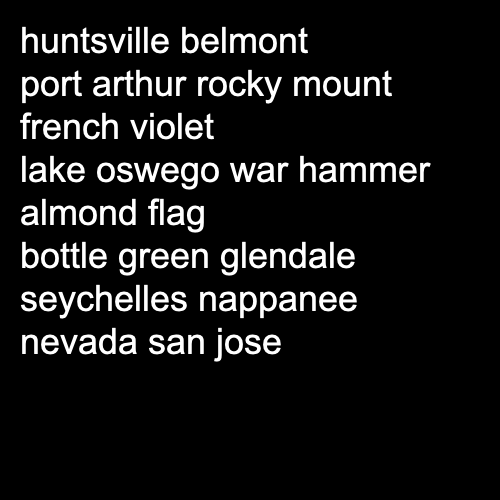 huntsville belmont
port arthur rocky mount
french violet
lake oswego war hammer
almond flag
bottle green glendale
seychelles nappanee
nevada san jose